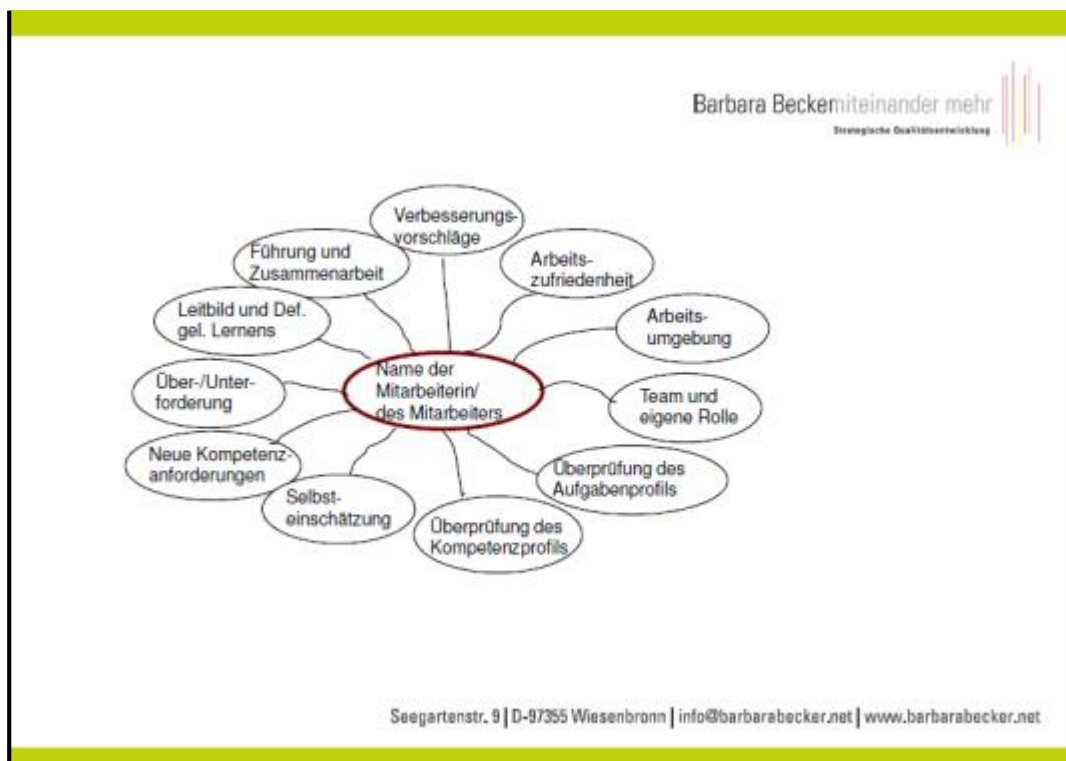 Barbara Becker miteinander mehr
Strategische Qualitätsentwicklung
Verbesserungs-
vorschläge
Führung und
Zusammenarbeit
Arbeits-
zufriedenheit
Leitbild und Def.
gel. Lernens
Arbeits-
umgebung
Name der
Mitarbeiterin/
des Mitarbeiters
Über-/Unter-
forderung
Team und
eigene Rolle
Neue Kompetenz-
anforderungen
Überprüfung des
Aufgabenprofils
Selbst-
einschätzung
Überprüfung des
Kompetenzprofils
Seegartenstr. 9 | D-97355 Wiesenbronn | info@barbarabecker.net | www.barbarabecker.net